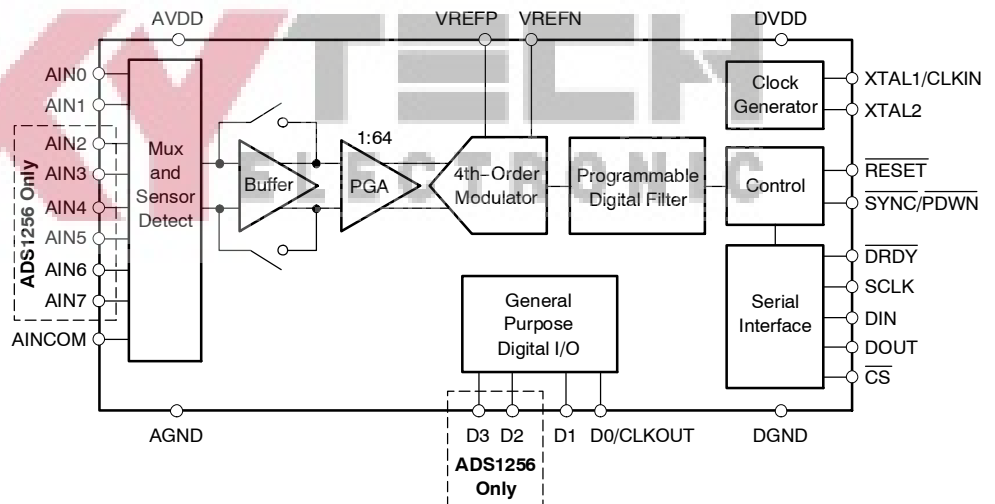 AVDD
VREFP
VREFN
DVDD
AIN0
AIN1
AIN2
AIN3
AIN4
AIN5
AIN6
AIN7
AINCOM
ADS1256 Only
Mux
and
Sensor
Detect
Buffer
1:64
PGA
4th–Order
Modulator
Programmable
Digital Filter
Clock
Generator
Control
Serial
Interface
General
Purpose
Digital I/O
XTAL1/CLKIN
XTAL2
RESET
SYNC/PDWN
DRDY
SCLK
DIN
DOUT
CS
AGND
D3
D2
D1
D0/CLKOUT
DGND
ADS1256
Only
TECH
ELECTRONIC